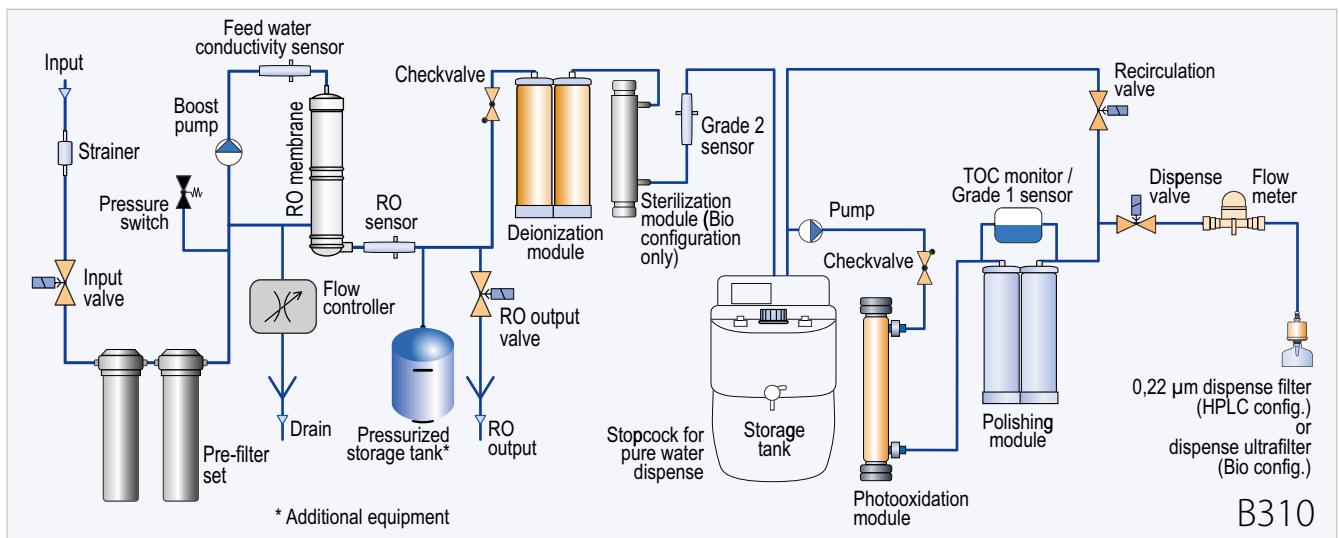 Feed water
conductivity sensor
Input
Boost
pump
Strainer
RO membrane
Pressure
switch
RO
sensor
Input
valve
Flow
controller
Drain
Pre-filter
set
Pressurized
storage tank*
RO
output
RO output
valve
* Additional equipment
Checkvalve
Deionization
module
Sterilization
module (Bio
configuration
only)
Grade 2
sensor
Pump
Checkvalve
Stopcock for
pure water
dispense
Storage
tank
Photooxidation
module
TOC monitor /
Grade 1 sensor
Polishing
module
Recirculation
valve
Dispense
valve
Flow
meter
0,22 µm dispense filter
(HPLC config.)
or
dispense ultrafilter
(Bio config.)
B310